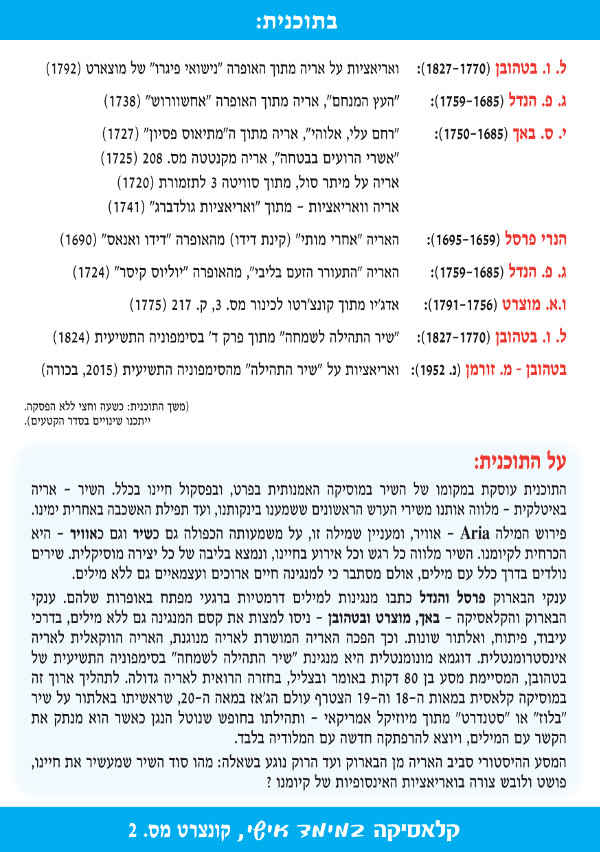 בתוכנית:
ל. ו. בטהובן (1770-1827): ואריאציות על אריה מתוך האופרה "נישואי פיגרו" של מוצארט (1792)
ג. פ. הנדל (1685-1759): "העץ המנחם", אריה מתוך האופרה "אחשוורוש" (1738)
י. ס. באך (1685-1750): "רחם עלי, אלוהי", אריה מתוך ה"מתיאוס פסיון" (1727)
"אשרי הרועים בבטחה", אריה מקנטטה מס. 208 (1725)
אריה על מיתר סול, מתוך סוויטה 3 לתזמורת (1720)
אריה וואריאציות - מתוך "ואריאציות גולדברג" (1741)
הנרי פרסל (1659-1695): האריה "אחרי מותי" (קינת דידו) מהאופרה "דידו ואנאס" (1690)
ג. פ. הנדל (1685-1759): האריה "התעורר הזעם בליבי", מהאופרה "יוליוס קיסר" (1724)
ו.א. מוצרט (1756-1791): אדג'יו מתוך קונצ'רטו לכינור מס. 3, ק. 217 (1775)
ל. ו. בטהובן (1770-1827): "שיר התהילה לשמחה" מתוך פרק ד' בסימפוניה התשיעית (1824)
בטהובן - מ. זורמן (נ. 1952): ואריאציות על "שיר התהילה" מהסימפוניה התשיעית (2015, בכורה)
(משך התוכנית: כשעה וחצי ללא הפסקה.
ייתכנו שינויים בסדר הקטעים).
על התוכנית:
התוכנית עוסקת במקומו של השיר במוסיקה האמנותית בפרט, ובפסקול חיינו בכלל. השיר - אריה
באיטלקית - מלווה אותנו משירי הערש הראשונים ששמענו בינקותנו, ועד תפילת האשכבה באחרית ימינו.
פירוש המילה Aria - אוויר, ומעניין שמילה זו, על משמעותה הכפולה גם כשיר וגם כאוויר - היא
הכרחית לקיומנו. השיר מלווה כל רגש וכל אירוע בחיינו, ונמצא בליבה של כל יצירה מוסיקלית. שירים
נולדים בדרך כלל עם מילים, אולם מסתבר כי למנגינה חיים ארוכים ועצמאיים גם ללא מילים.
ענקי הבארוק פרסל והנדל כתבו מנגינות למילים דרמטיות ברגעי מפתח באופרות שלהם. ענקי
הבארוק והקלאסיקה - באך, מוצרט ובטהובן - ניסו למצות את קסם המנגינה גם ללא מילים, בדרכי
עיבוד, פיתוח, ואלתור שונות. וכך הפכה האריה המושרת לאריה מנוגנת, האריה הווקאלית לאריה
אינסטרומנטלית. דוגמא מונומנטלית היא מנגינת "שיר התהילה לשמחה" בסימפוניה התשיעית של
בטהובן, המסיימת מסע בן 80 דקות באומר ובצליל, בחזרה הרואית לאריה גדולה. לתהליך ארוך זה
במוסיקה קלאסית במאות ה-18 וה-19 הצטרף עולם הג'אז במאה ה-20, שראשיתו באלתור על שיר
"בלוז" או "סטנדרט" מתוך מיוזיקל אמריקאי - ותהילתו בחופש שנוטל הנגן כאשר הוא מנתק את
הקשר עם המילים, ויוצא להרפתקה חדשה עם המלודיה בלבד.
המסע ההיסטורי סביב האריה מן הבארוק ועד הרוק נוגע בשאלה: מהו סוד השיר שמעשיר את חיינו,
פושט ולובש צורה בואריאציות האינסופיות של קיומנו ?
קלאסיקה במימד אישי, קונצרט מס. 2